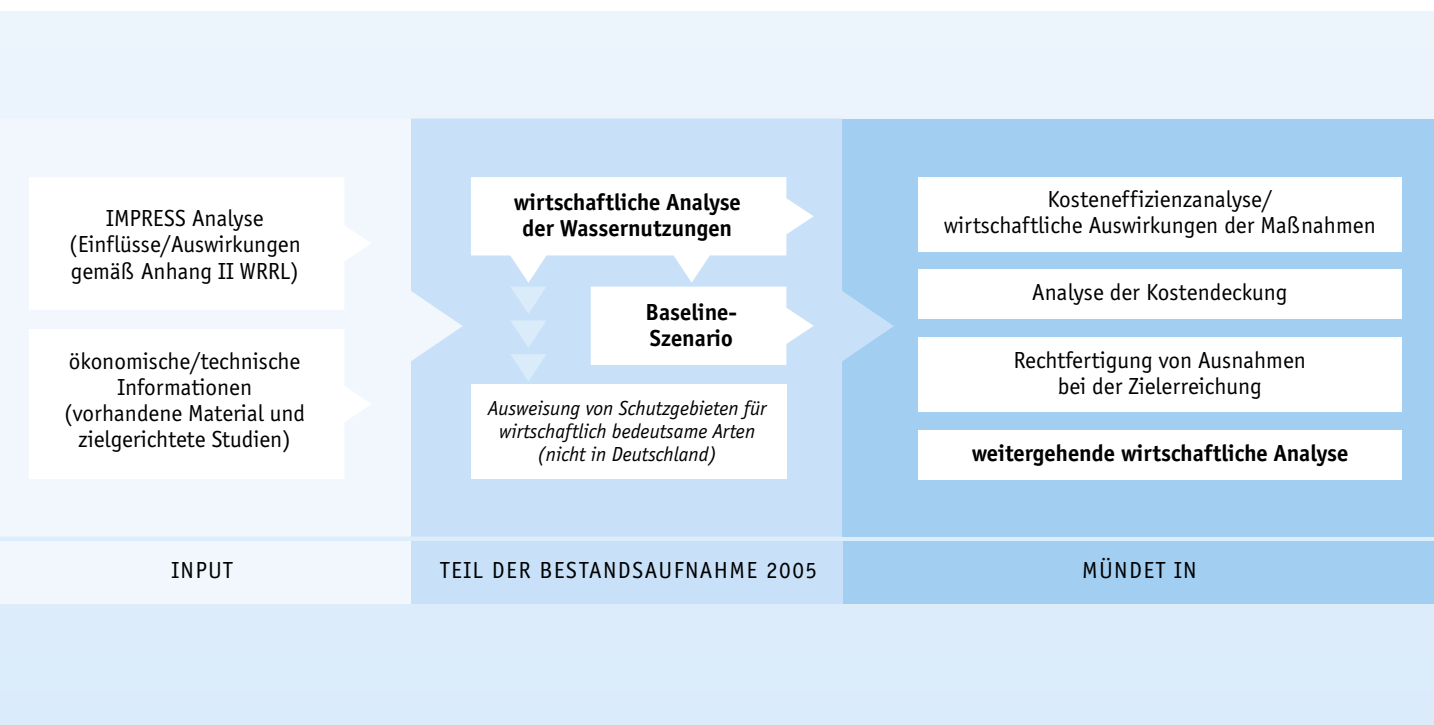 IMPRESS Analyse
(Einflüsse/Auswirkungen
gemäß Anhang II WRRL)
ökonomische/technische
Informationen
(vorhandene Material und
zielgerichtete Studien)
INPUT
wirtschaftliche Analyse
der Wassernutzungen
Baseline-
Szenario
Ausweisung von Schutzgebieten für
wirtschaftlich bedeutsame Arten
(nicht in Deutschland)
TEIL DER BESTANDSAUFNAHME 2005
Kosteneffizienzanalyse/
wirtschaftliche Auswirkungen der Maßnahmen
Analyse der Kostendeckung
Rechtfertigung von Ausnahmen
bei der Zielerreichung
weitergehende wirtschaftliche Analyse
MÜNDET IN